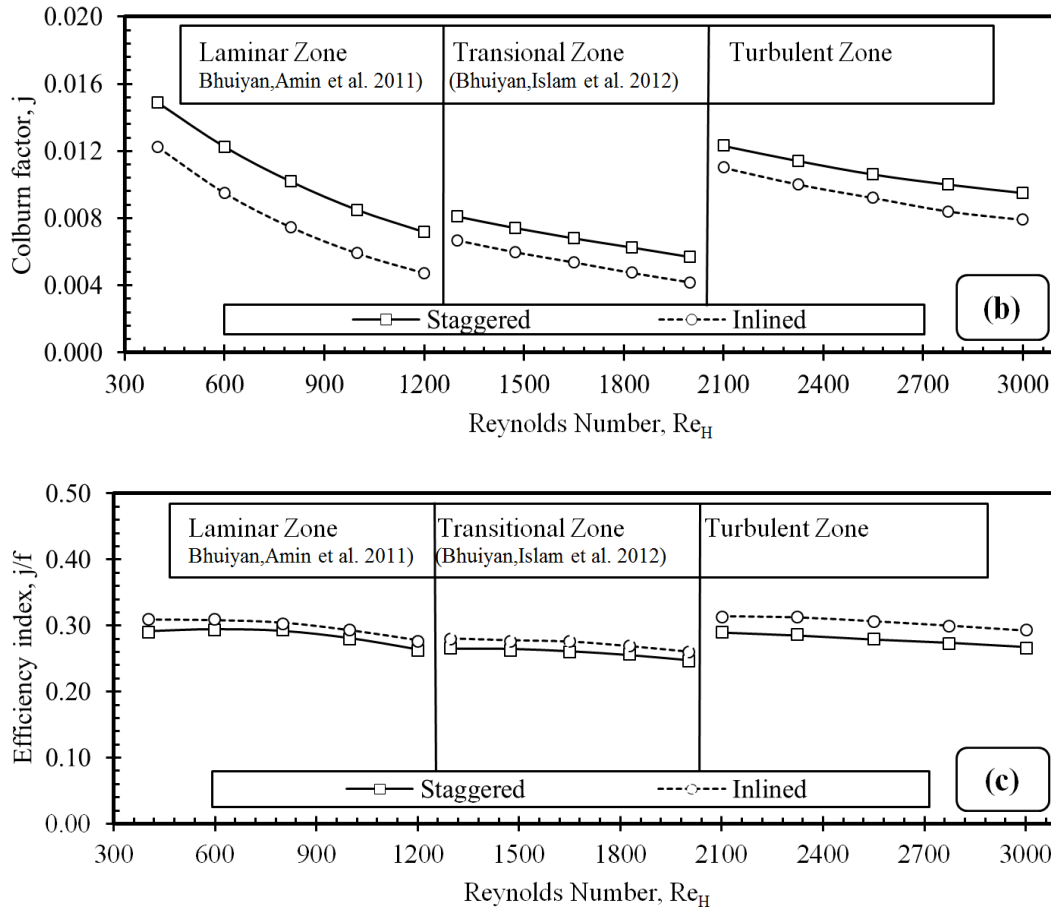 0.020
0.016
0.012
0.008
0.004
0.000
Colburn factor, j
Laminar Zone
Bhuiyan,Amin et al. 2011)
Transional Zone
(Bhuiyan,Islam et al. 2012)
Turbulent Zone
(b)
Staggered Inlined
300 600 900 1200 1500 1800 2100 2400 2700 3000
Reynolds Number, ReH
0.50
0.40
0.30
0.20
0.10
0.00
Efficiency index, j/f
Laminar Zone
Bhuiyan,Amin et al. 2011)
Transitional Zone
(Bhuiyan,Islam et al. 2012)
Turbulent Zone
(c)
Staggered Inlined
300 600 900 1200 1500 1800 2100 2400 2700 3000
Reynolds Number, ReH